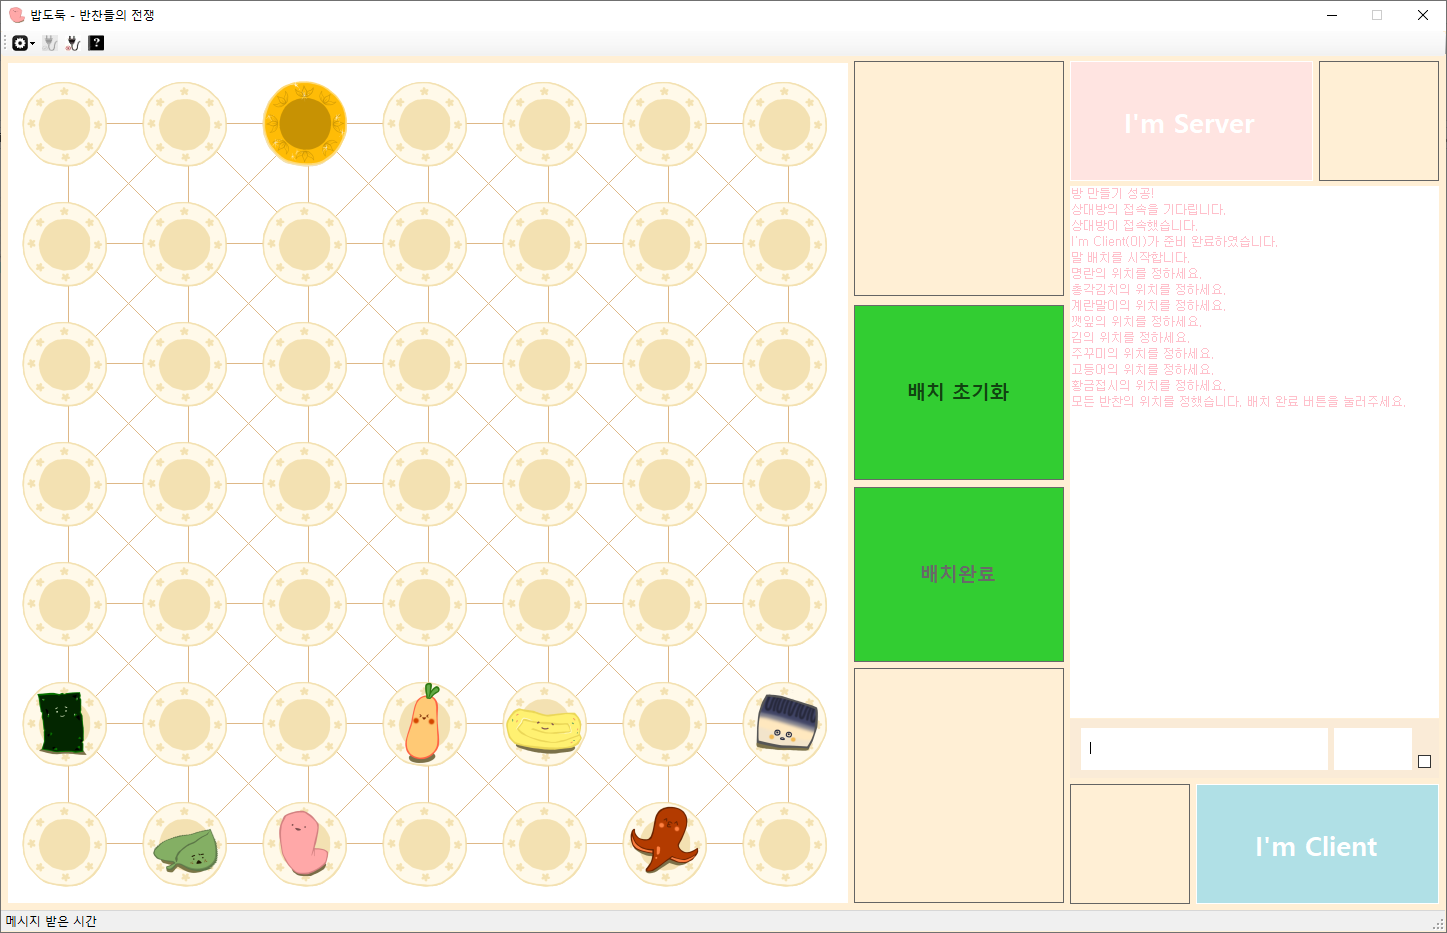 밥도둑 - 반찬들의 전쟁
?
I'm Server
방 만들기 성공!
상대방의 접속을 기다립니다.
상대방이 접속했습니다.
I'm Client(이)가 준비 완료하였습니다.
말 배치를 시작합니다.
명란의 위치를 정하세요.
총각김치의 위치를 정하세요.
계란말이의 위치를 정하세요.
깻잎의 위치를 정하세요.
김의 위치를 정하세요.
주꾸미의 위치를 정하세요.
고등어의 위치를 정하세요.
황금접시의 위치를 정하세요.
모든 반찬의 위치를 정했습니다. 배치 완료 버튼을 눌러주세요.
배치 초기화
배치완료
I'm Client
메시지 받은 시간